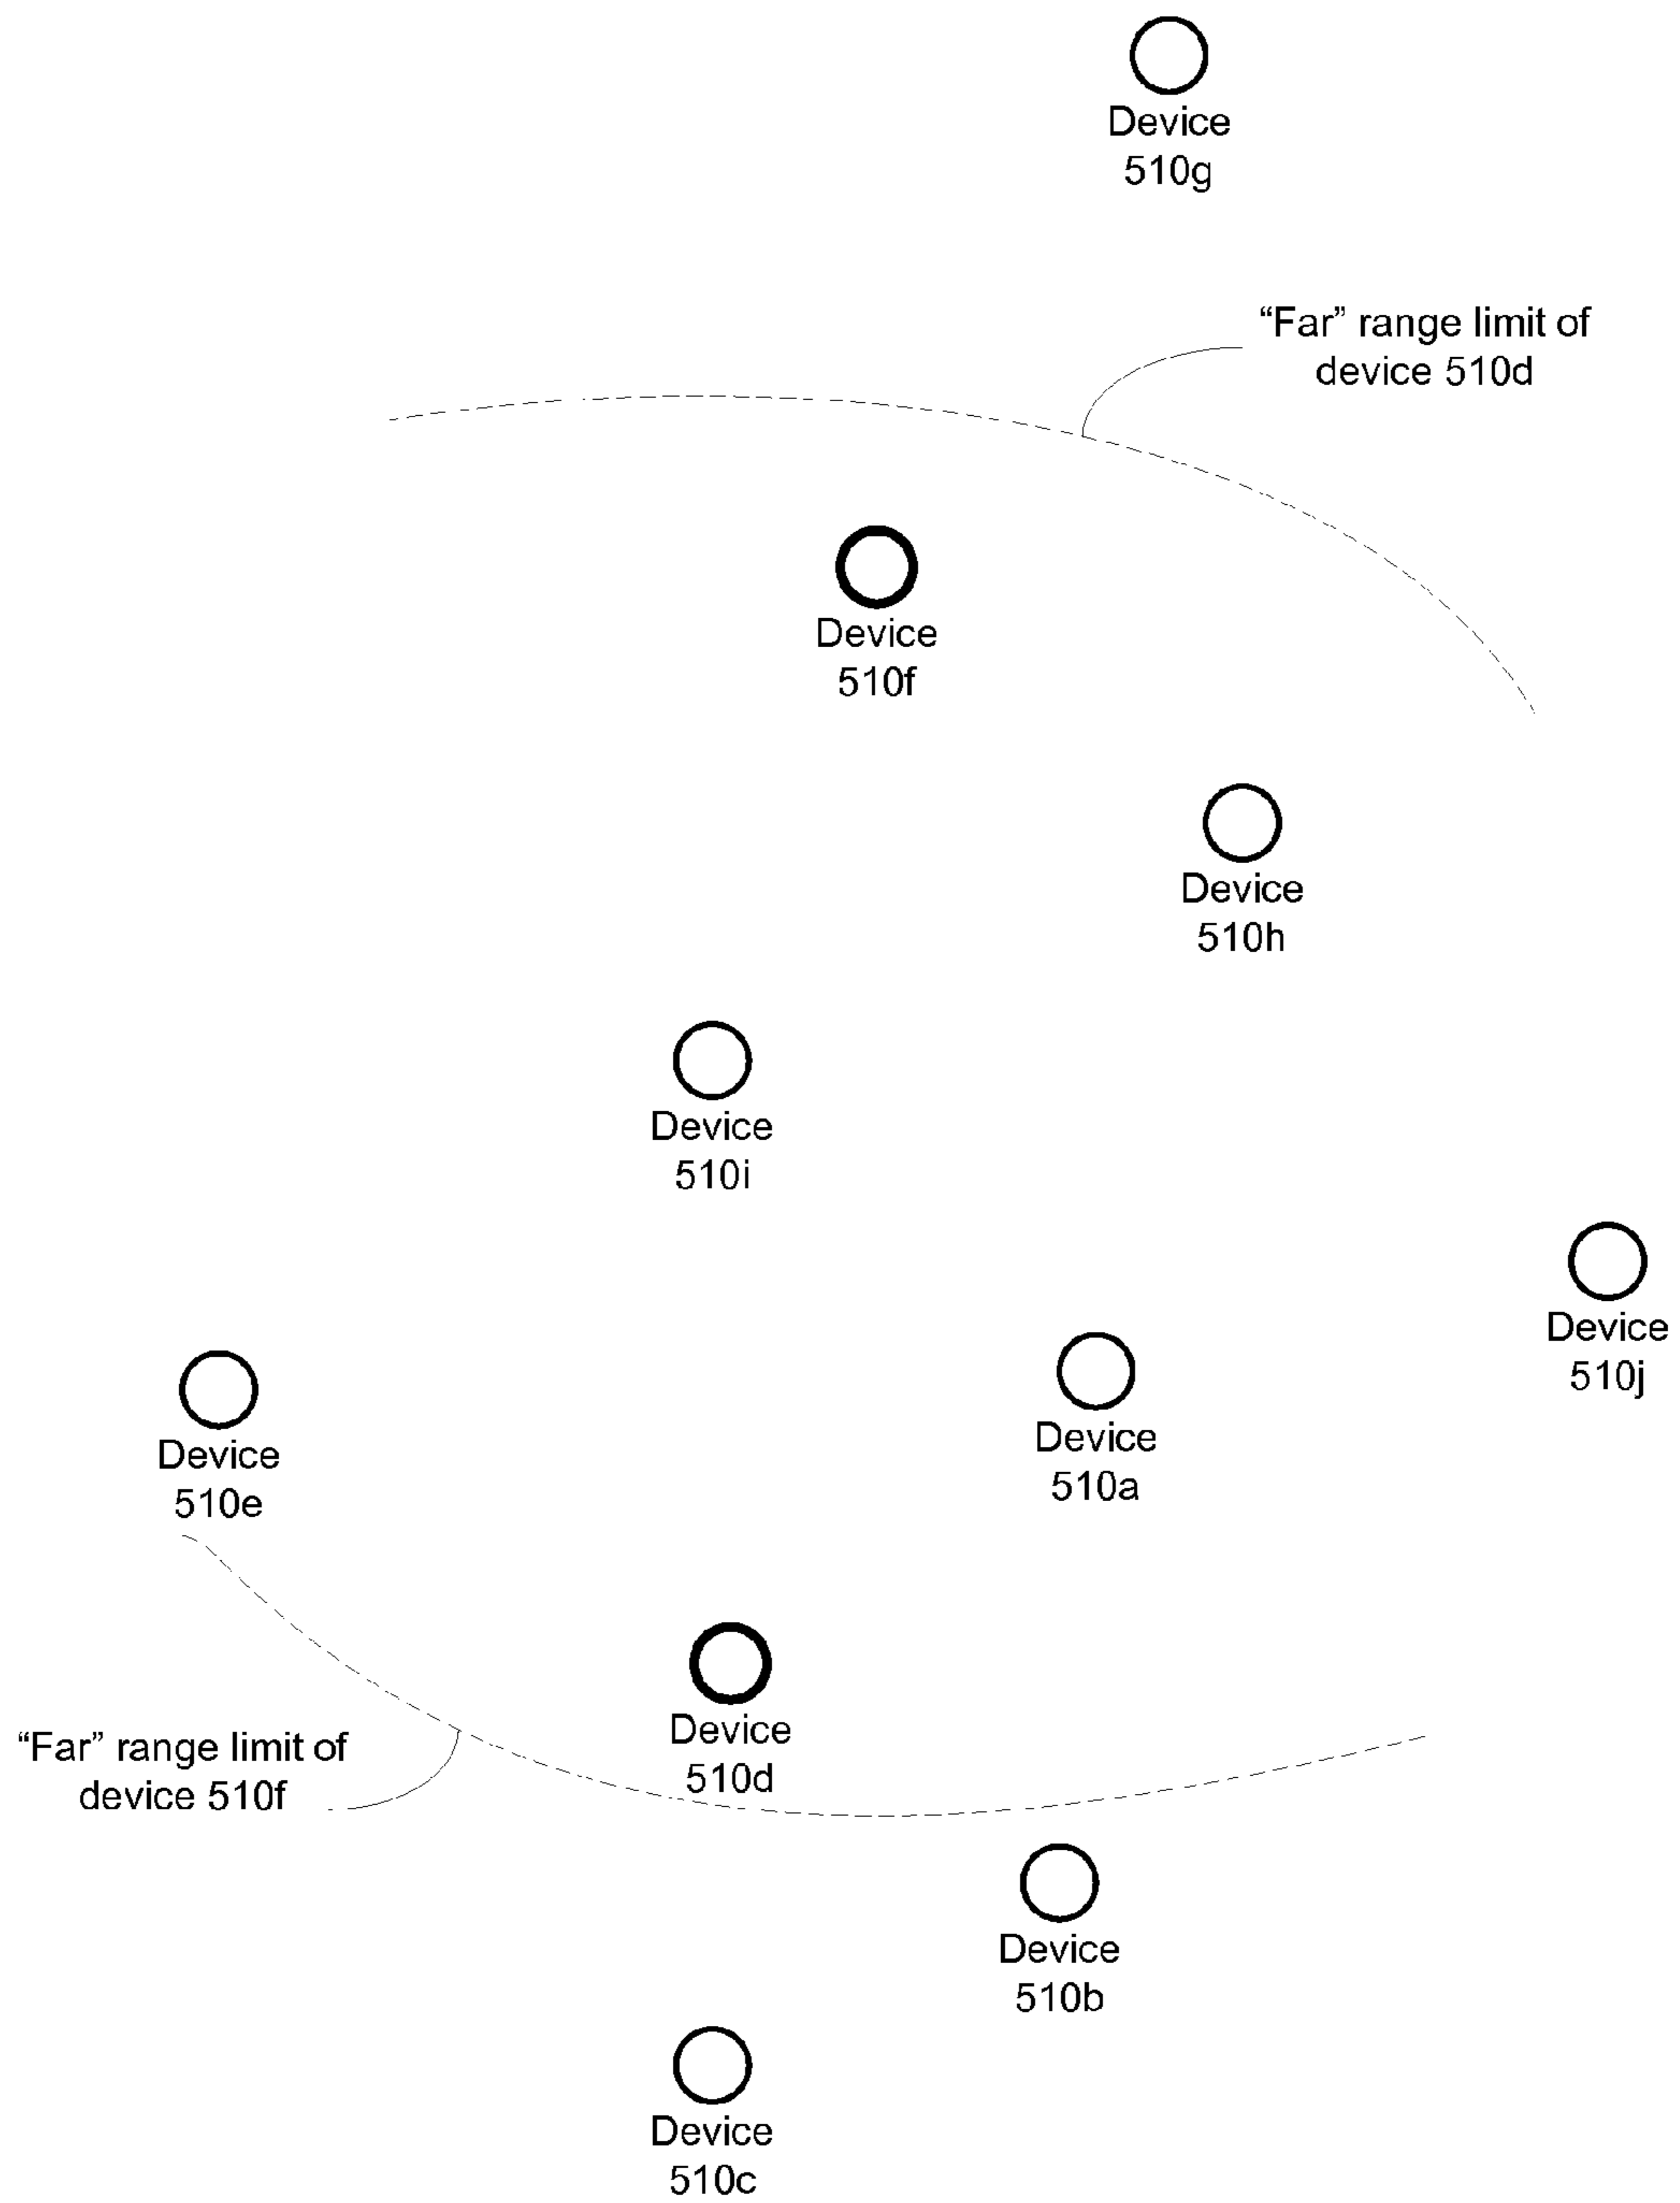 Device
510g
“Far” range limit of
device 510d
Device
510f
Device
510h
Device
510i
Device
510j
Device
510e
Device
510a
Device
510d
“Far” range limit of
device 510f
Device
510b
Device
510c